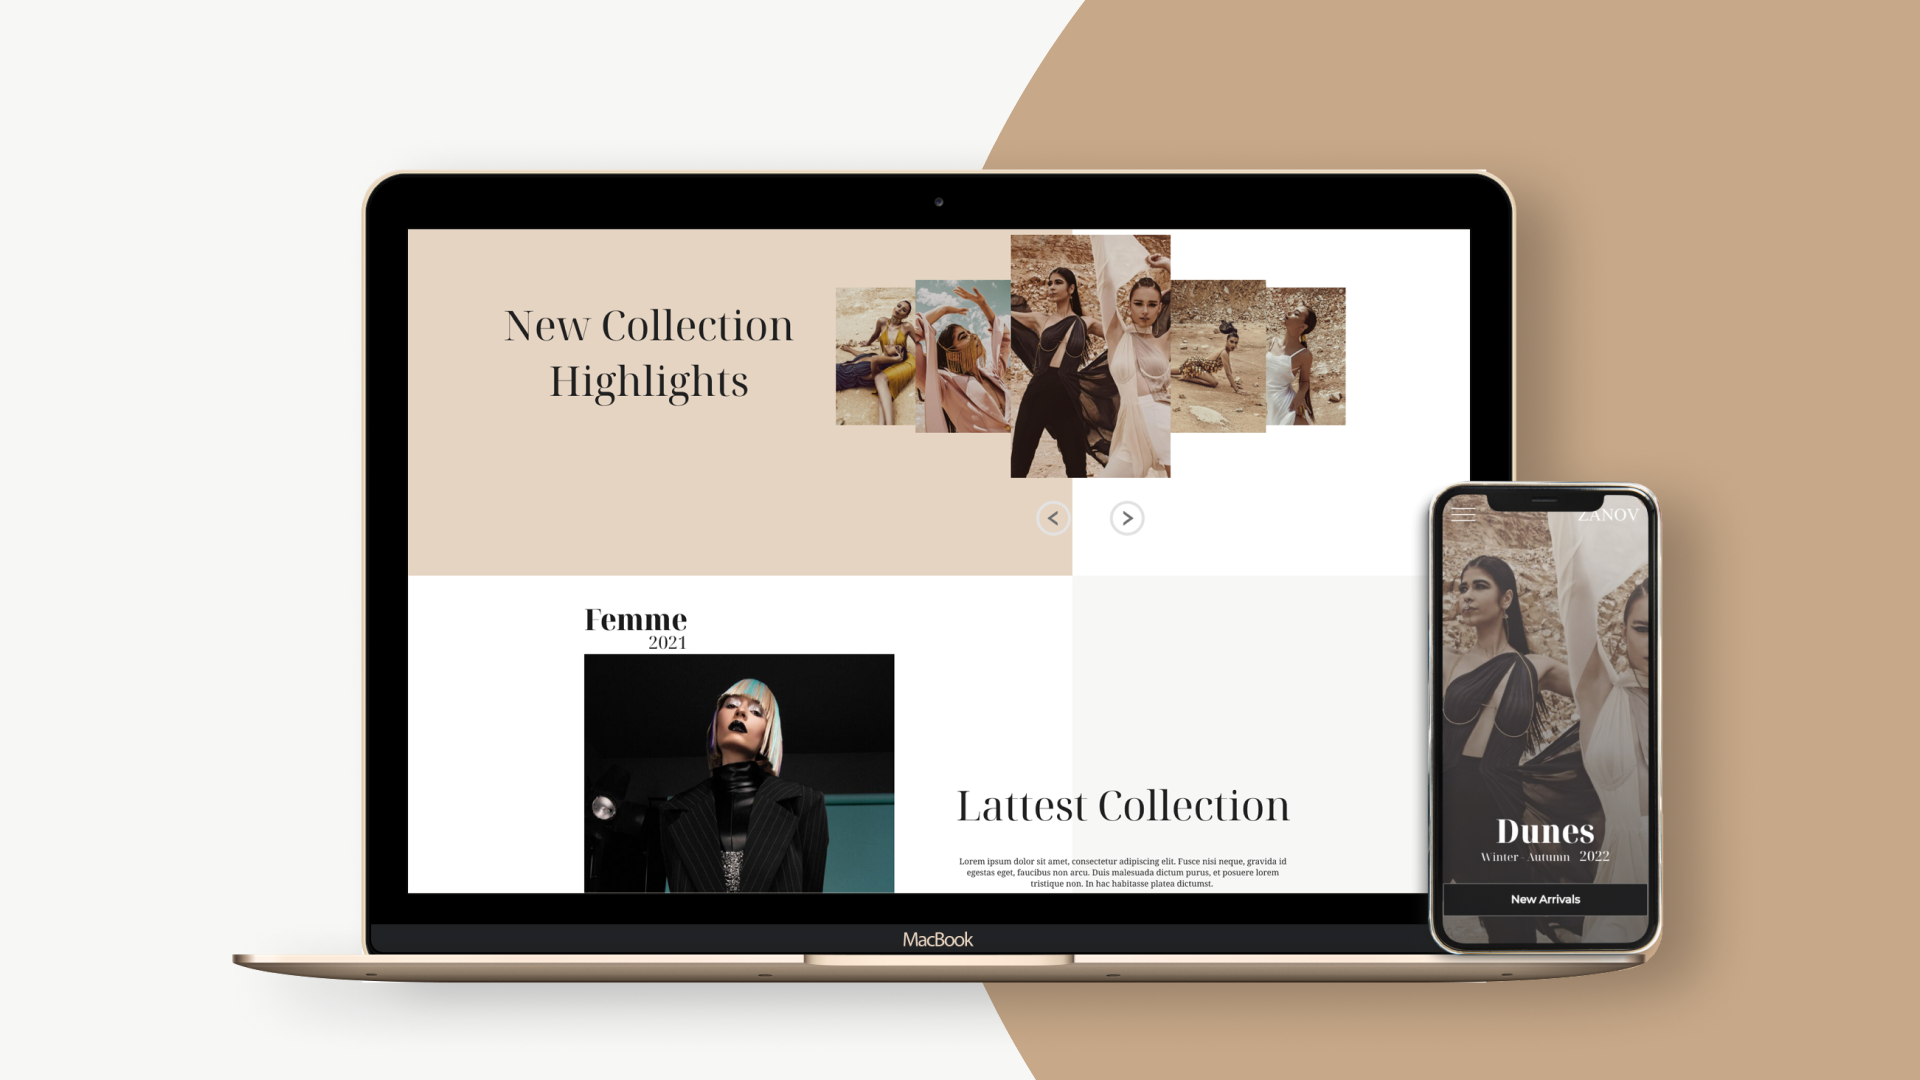 New Collection
Highlights
Femme
2021
Lattest Collection
Lorem ipsum dolor sit amet, consectetur adipiscing elit. Fusce nisi neque, gravida id
egestas eget, faucibus non arcu. Duis malesuada dictum purus, et posuere lorem
tristique non. In hac habitasse platea dictumst.
MacBook
ZANOV
Dunes
Winter - Autumn 2022
New Arrivals